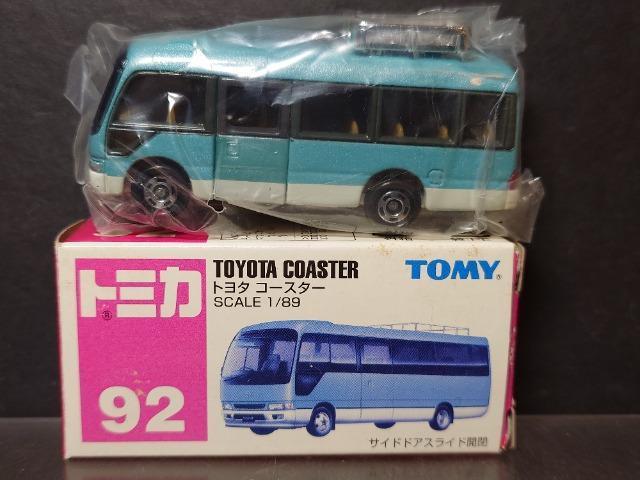 トミカ®
92
TOYOTA COASTER
トヨタ コースター
SCALE 1/89
TOMY®
サイドドアスライド開閉